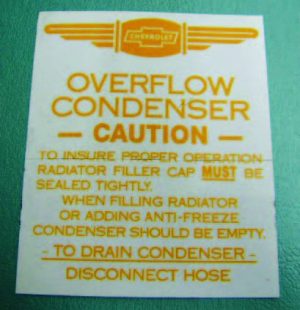 CHEVROLET
OVERFLOW
CONDENSER
— CAUTION —
TO INSURE PROPER OPERATION
RADIATOR FILLER CAP MUST BE
SEALED TIGHTLY.
WHEN FILLING RADIATOR
OR ADDING ANTI-FREEZE
CONDENSER SHOULD BE EMPTY.
- TO DRAIN CONDENSER -
DISCONNECT HOSE